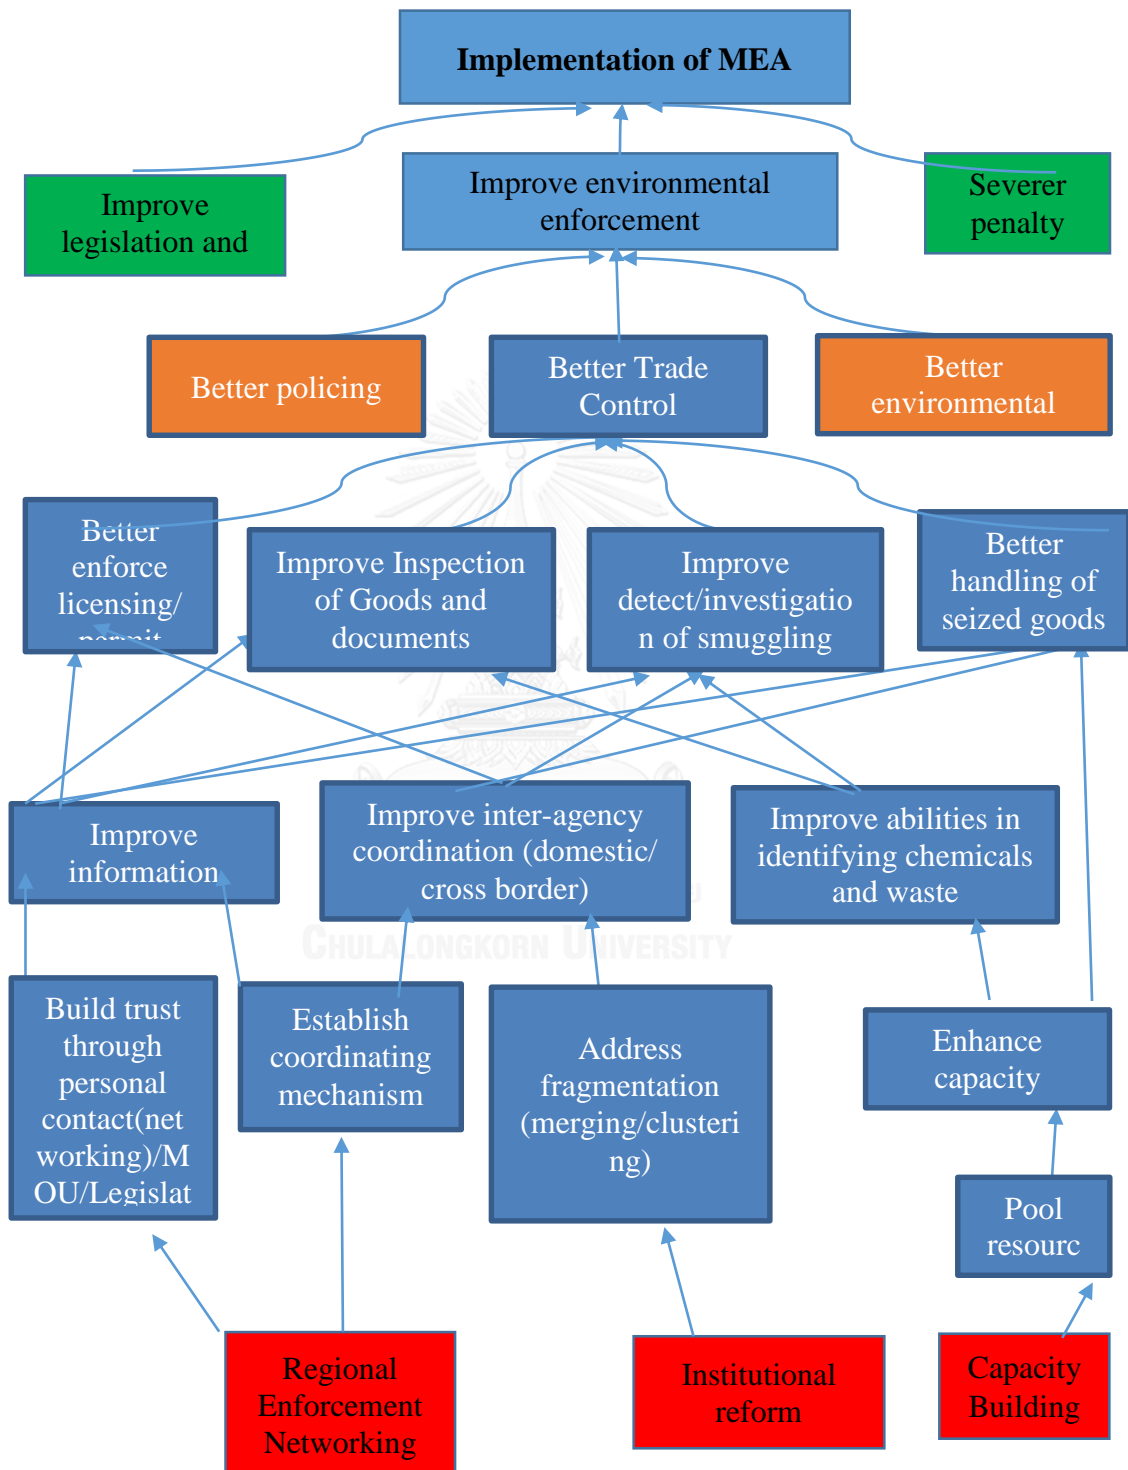 Implementation of MEA
Improve
legislation and
Improve environmental
enforcement
Severer
penalty
Better policing
Better Trade
Control
Better
environmental
Better
enforce
licensing/
permit
Improve Inspection
of Goods and
documents
Improve
detect/investigatio
n of smuggling
Better
handling of
seized goods
Improve
information
Improve inter-agency
coordination (domestic/
cross border)
Improve abilities in
identifying chemicals
and waste
CHULALONGKORN UNIVERSITY
Build trust
through
personal
contact(net
working)/M
OU/Legislat
Establish
coordinating
mechanism
Address
fragmentation
(merging/clusteri
ng)
Enhance
capacity
Pool
resourc
Regional
Enforcement
Networking
Institutional
reform
Capacity
Building